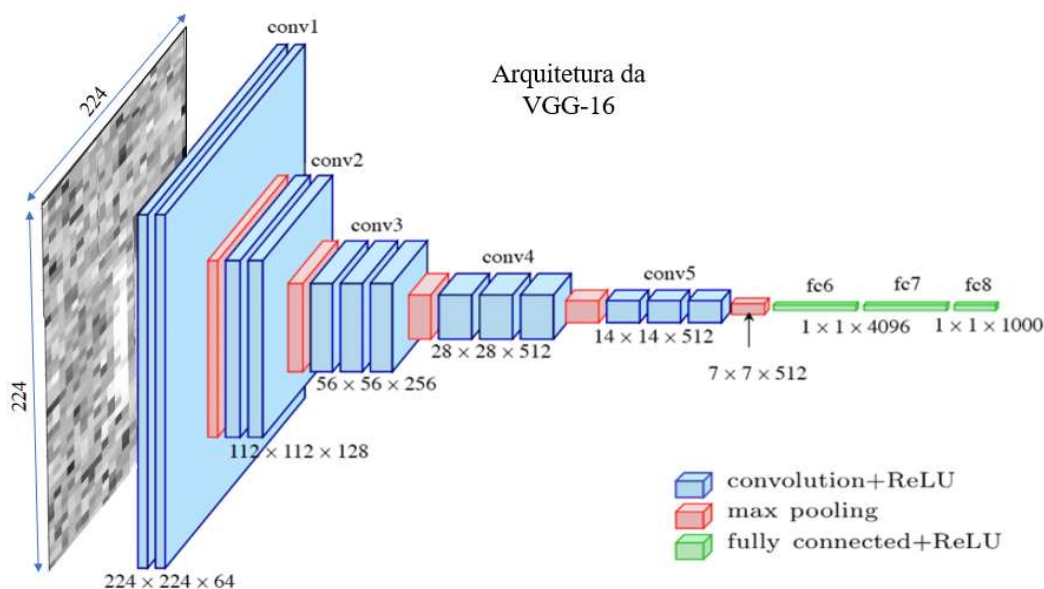 224
224
conv1
Arquitetura da
VGG-16
conv2
conv3
conv4
conv5
fc6
fc7
fc8
1 × 1 × 4096
1 × 1 × 1000
14 × 14 × 512
28 × 28 × 512
7 × 7 × 512
56 × 56 × 256
112 × 112 × 128
224 × 224 × 64
convolution+ReLU
max pooling
fully connected+ReLU